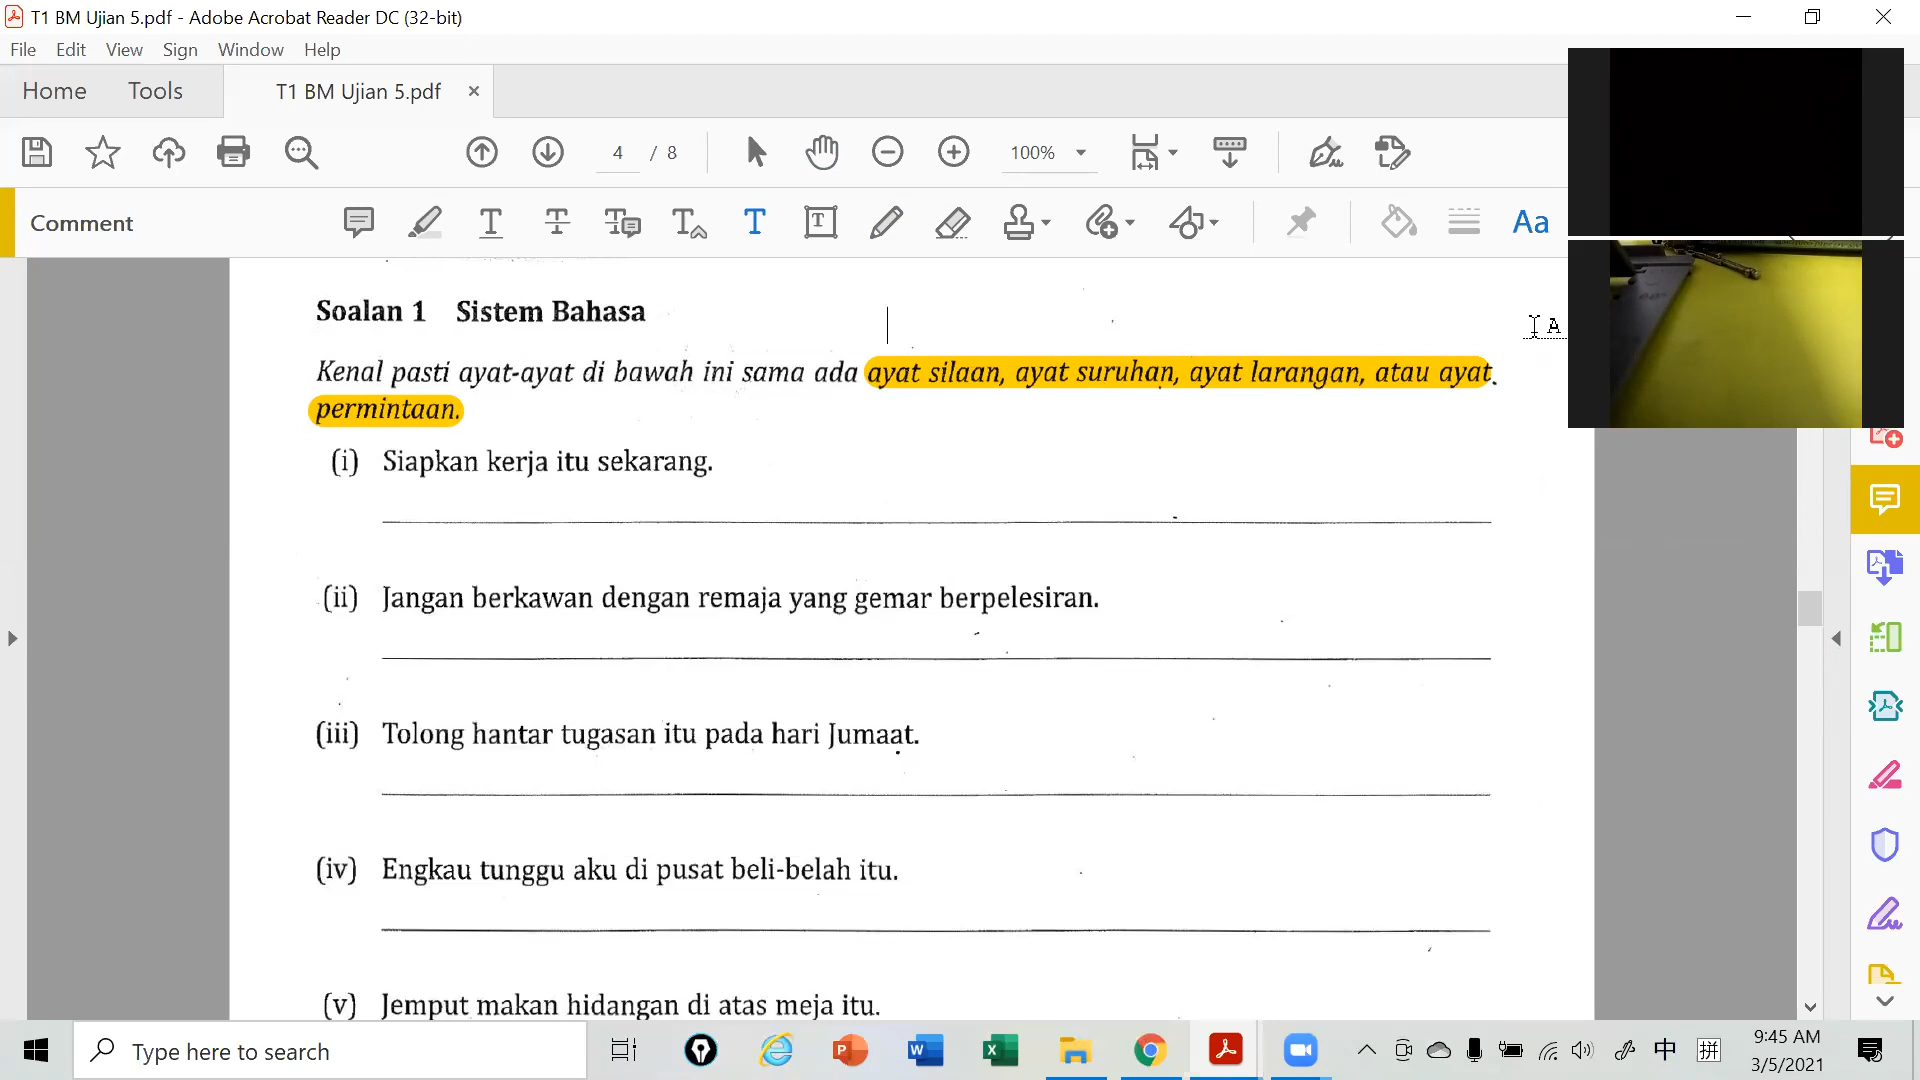 T1 BM Ujian 5.pdf - Adobe Acrobat Reader DC (32-bit)
File Edit View Sign Window Help
Home Tools T1 BM Ujian 5.pdf ×
4 / 8 100%
Comment
Soalan 1 Sistem Bahasa
Kenal pasti ayat-ayat di bawah ini sama ada ayat silaan, ayat suruhan, ayat larangan, atau ayat
permintaan.
(i) Siapkan kerja itu sekarang.
(ii) Jangan berkawan dengan remaja yang gemar berpelesiran.
(iii) Tolong hantar tugasan itu pada hari Jumaat.
(iv) Engkau tunggu aku di pusat beli-belah itu.
(v) Jemput makan hidangan di atas meja itu.
Type here to search
中 拼
9:45 AM
3/5/2021